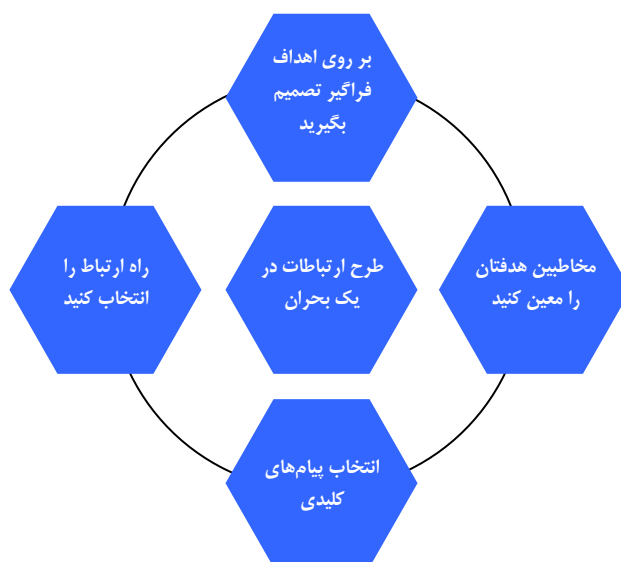 بر روی اهداف
فراگیر تصمیم
بگیرید
مخاطبین هدفتان
را معین کنید
طرح ارتباطات در
یک بحران
راه ارتباط را
انتخاب کنید
انتخاب پیام‌های
کلیدی